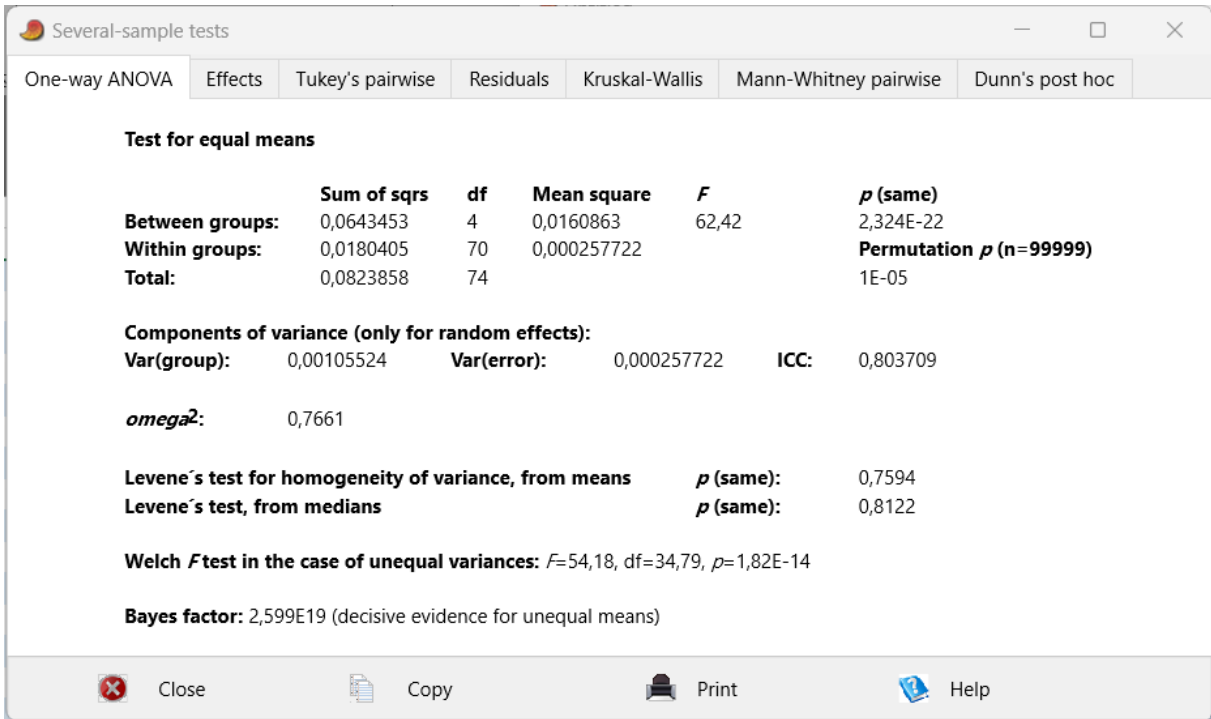 Several-sample tests
One-way ANOVA Effects Tukey's pairwise Residuals Kruskal-Wallis Mann-Whitney pairwise Dunn's post hoc
Test for equal means
Sum of sqrs df Mean square F p (same)
Between groups: 0,0643453 4 0,0160863 62,42 2,324E-22
Within groups: 0,0180405 70 0,000257722 Permutation p (n=99999)
Total: 0,0823858 74 1E-05
Components of variance (only for random effects):
Var(group): 0,00105524 Var(error): 0,000257722 ICC: 0,803709
omega2: 0,7661
Levene´s test for homogeneity of variance, from means p (same): 0,7594
Levene´s test, from medians p (same): 0,8122
Welch F test in the case of unequal variances: F=54,18, df=34,79, p=1,82E-14
Bayes factor: 2,599E19 (decisive evidence for unequal means)
Close Copy Print Help